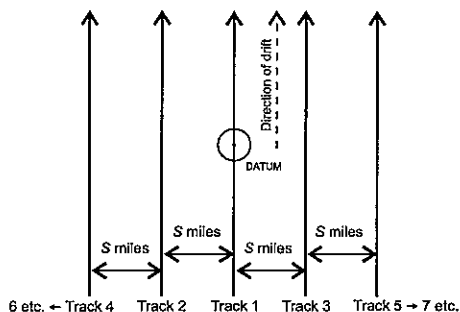 Direction of drift
DATUM
S miles
S miles
S miles
S miles
6 etc. ← Track 4 Track 2 Track 1 Track 3 Track 5 → 7 etc.